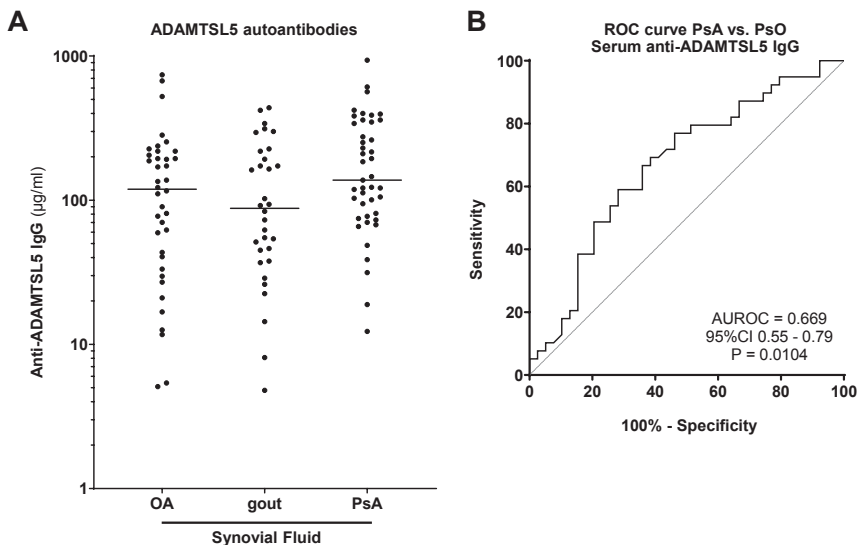 A
ADAMTSL5 autoantibodies
Anti-ADAMTSL5 IgG (µg/ml)
1000
100
10
1
OA gout PsA
Synovial Fluid
B
ROC curve PsA vs. PsO
Serum anti-ADAMTSL5 IgG
Sensitivity
100
80
60
40
20
0
AUROC = 0.669
95%CI 0.55 - 0.79
P = 0.0104
0 20 40 60 80 100
100% - Specificity